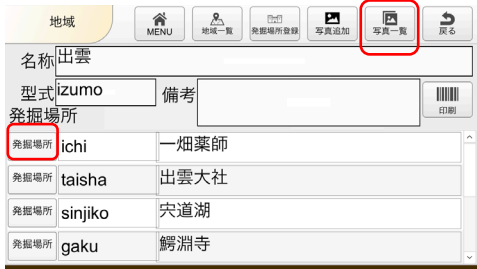 地域
MENU
地域一覧
発掘場所登録
写真追加
写真一覧
戻る
名称 出雲
型式 izumo 備考
印刷
発掘場所
発掘場所 ichi 一畑薬師
発掘場所 taisha 出雲大社
発掘場所 sinjiko 宍道湖
発掘場所 gaku 鰐淵寺